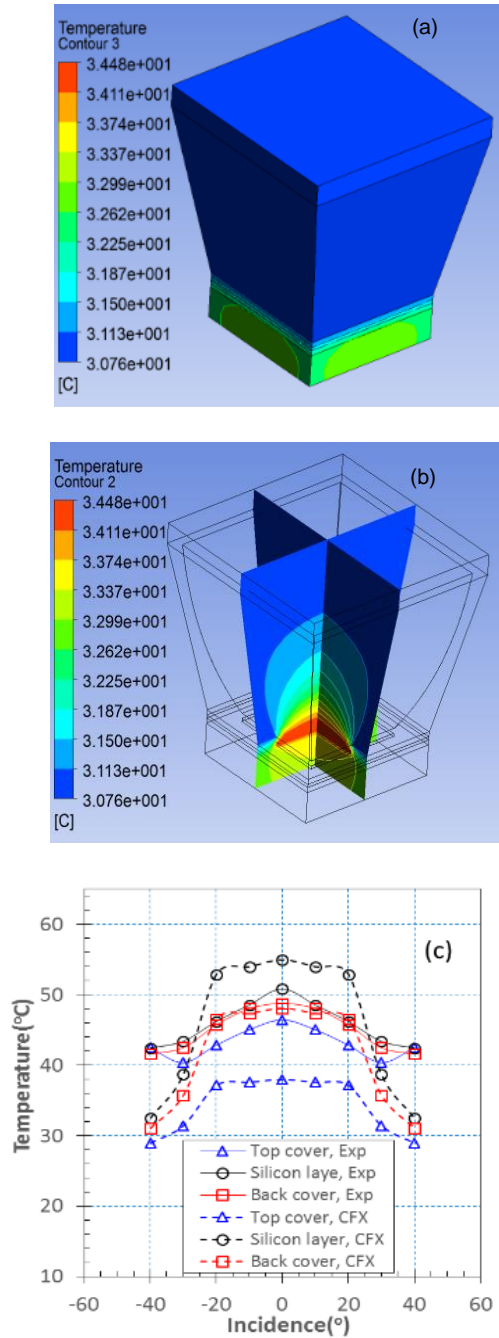 Temperature
Contour 3
(a)
3.448e+001
3.411e+001
3.374e+001
3.337e+001
3.299e+001
3.262e+001
3.225e+001
3.187e+001
3.150e+001
3.113e+001
3.076e+001
[C]
Temperature
Contour 2
(b)
3.448e+001
3.411e+001
3.374e+001
3.337e+001
3.299e+001
3.262e+001
3.225e+001
3.187e+001
3.150e+001
3.113e+001
3.076e+001
[C]
(c)
Temperature(°C)
60
50
40
30
20
10
Top cover, Exp
Silicon laye, Exp
Back cover, Exp
Top cover, CFX
Silicon layer, CFX
Back cover, CFX
-60 -40 -20 0 20 40 60
Incidence(°)